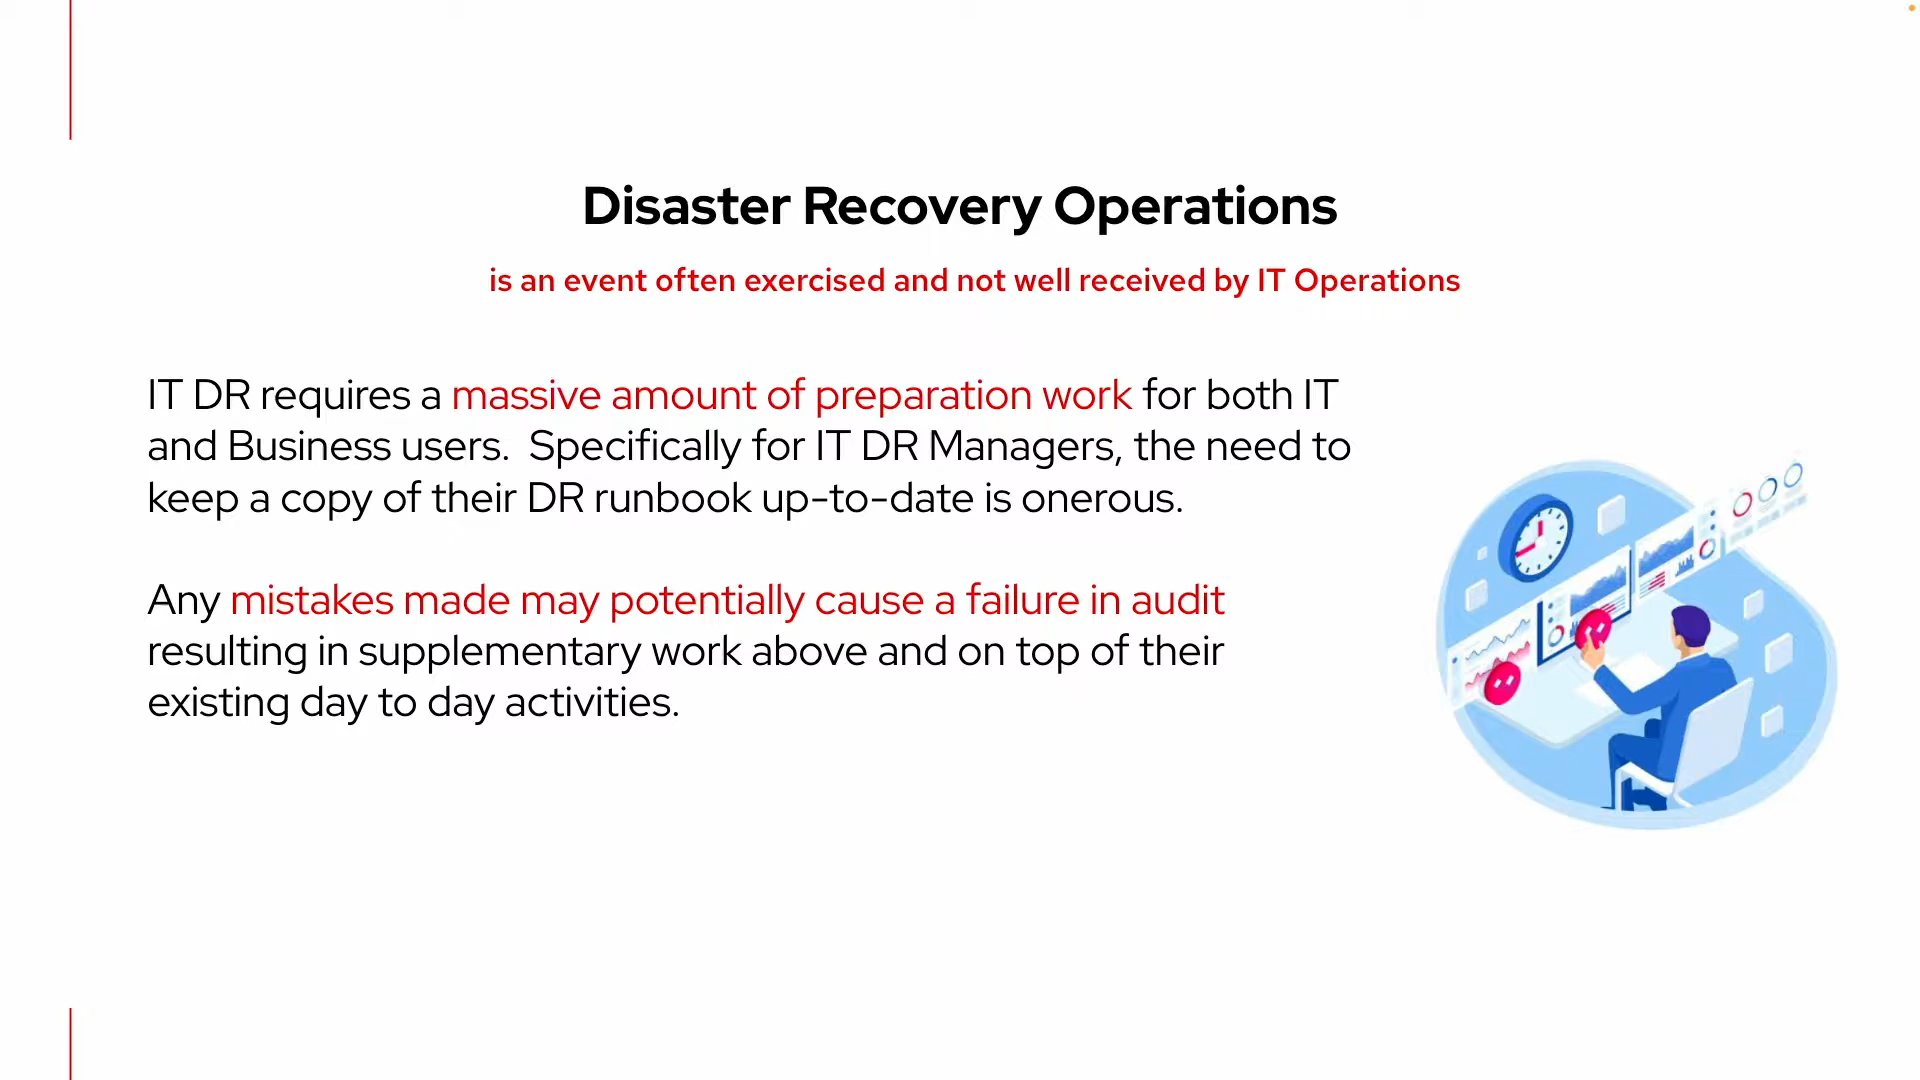 Disaster Recovery Operations
is an event often exercised and not well received by IT Operations
IT DR requires a massive amount of preparation work for both IT
and Business users.  Specifically for IT DR Managers, the need to
keep a copy of their DR runbook up-to-date is onerous.
Any mistakes made may potentially cause a failure in audit
resulting in supplementary work above and on top of their
existing day to day activities.